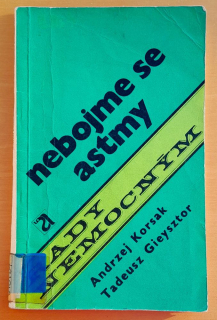 nebojme se
astmy
RADY
NEMOCNÝM
Andrzej Korsak
Tadeusz Gieysztor